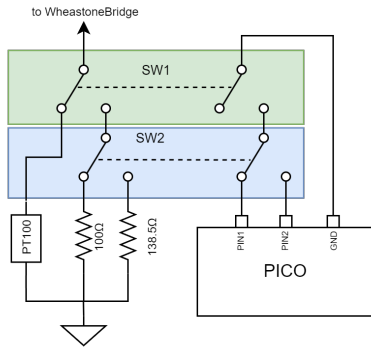 to WheastoneBridge
SW1
SW2
PT100
100Ω
138.5Ω
PIN1
PIN2
GND
PICO